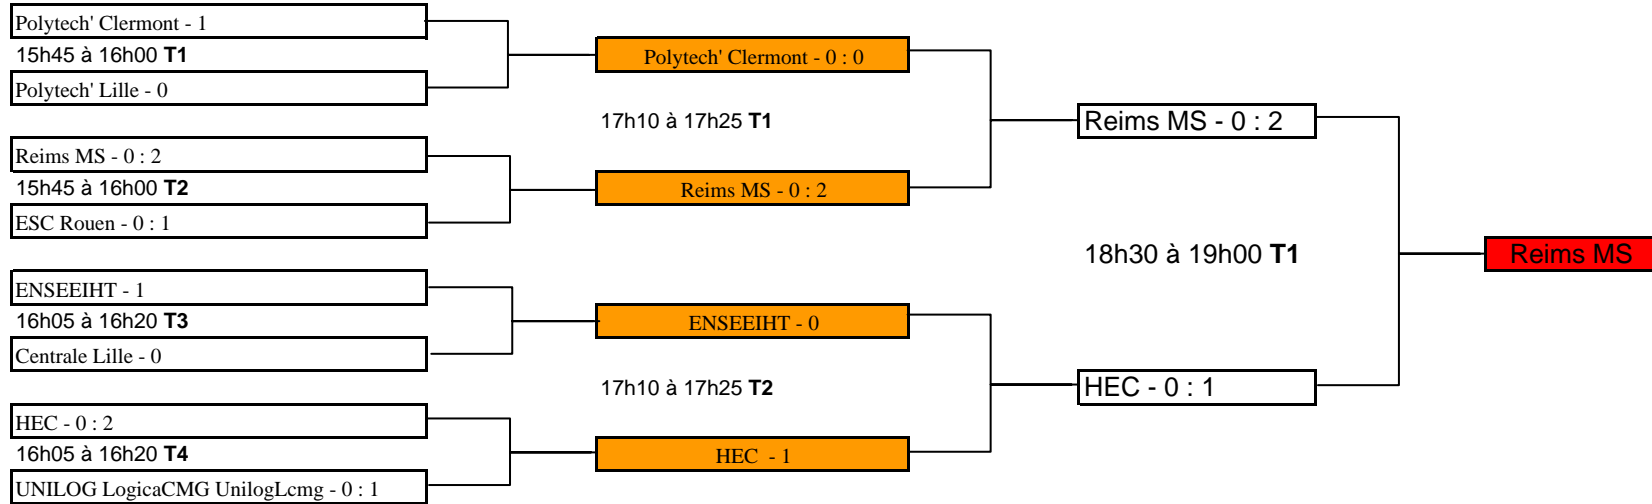 Polytech' Clermont - 1
15h45 à 16h00 T1
Polytech' Lille - 0
Reims MS - 0 : 2
15h45 à 16h00 T2
ESC Rouen - 0 : 1
ENSEEIHT - 1
16h05 à 16h20 T3
Centrale Lille - 0
HEC - 0 : 2
16h05 à 16h20 T4
UNILOG LogicaCMG UnilogLcmg - 0 : 1
Polytech' Clermont - 0 : 0
17h10 à 17h25 T1
Reims MS - 0 : 2
ENSEEIHT - 0
17h10 à 17h25 T2
HEC - 1
Reims MS - 0 : 2
18h30 à 19h00 T1
HEC - 0 : 1
Reims MS